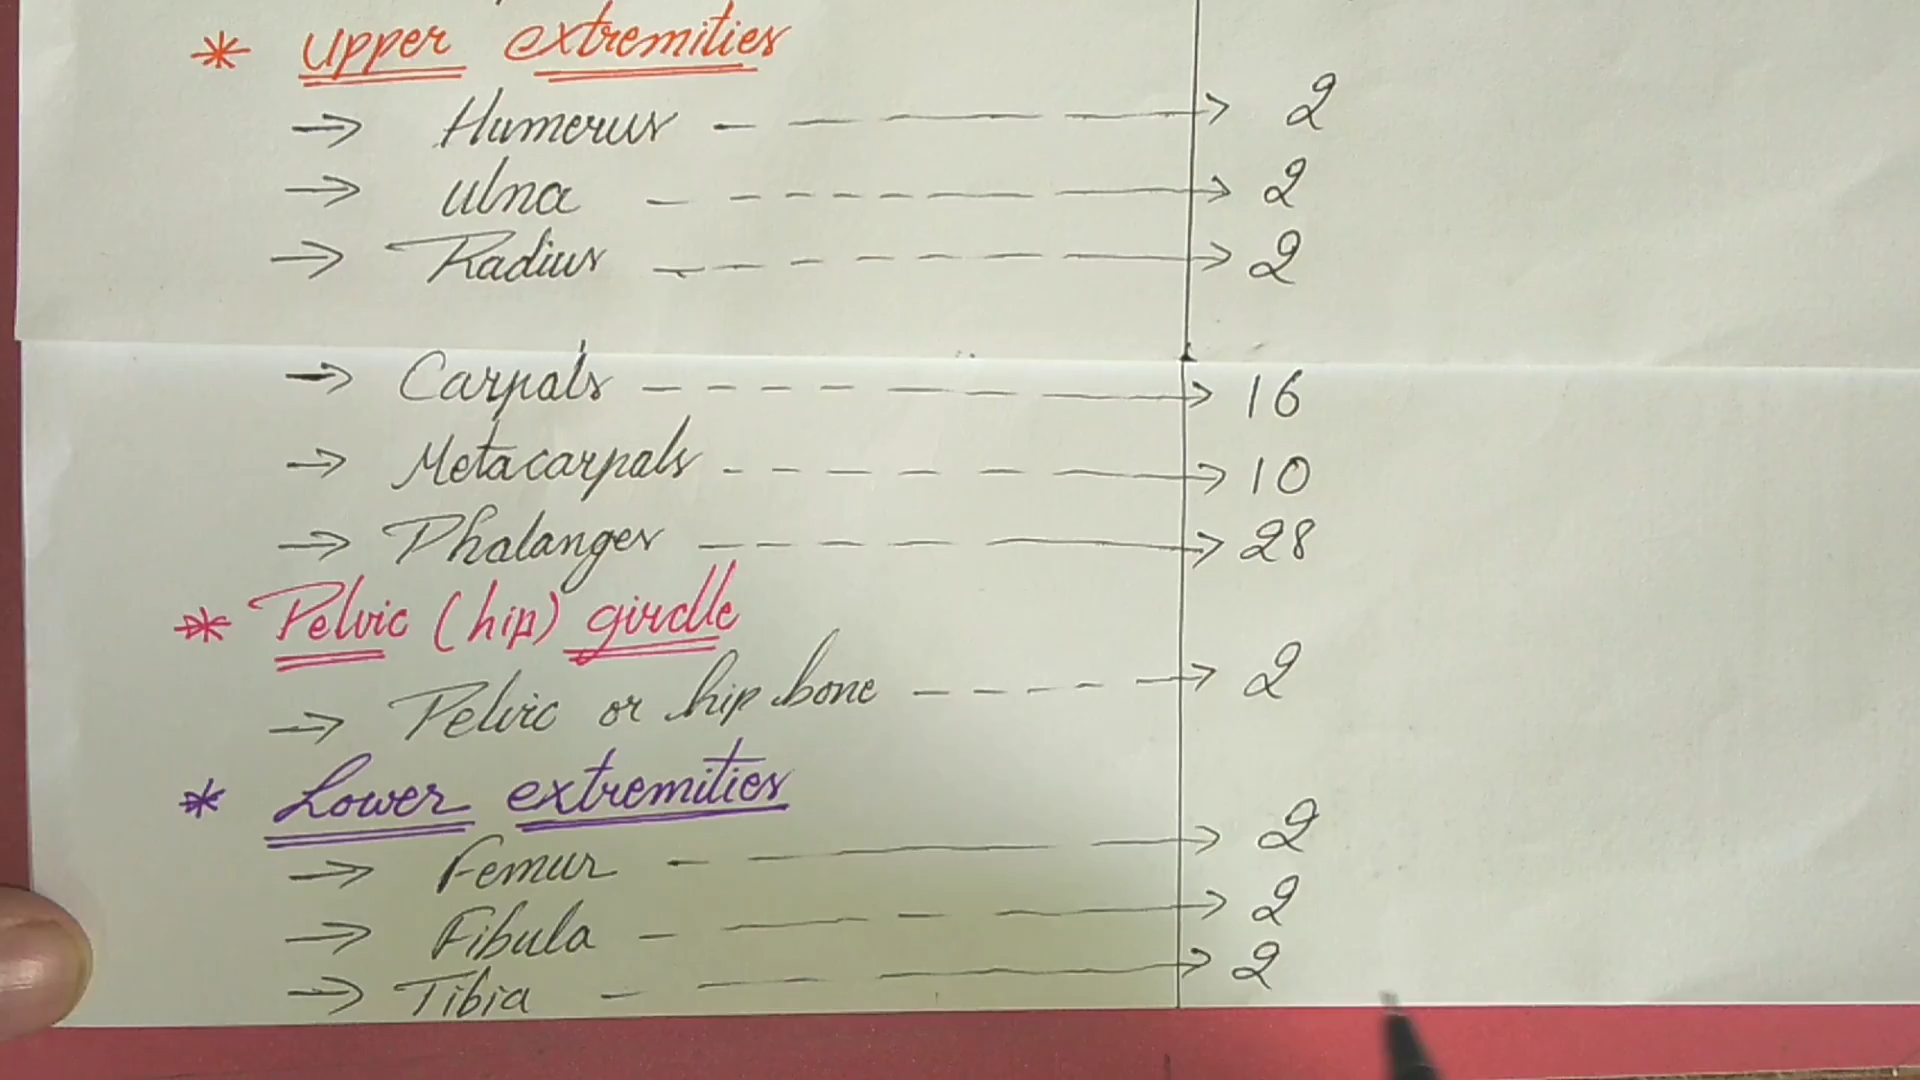 * Upper extremities
→ Humerus - - - - → 2
→ ulna - - - - → 2
→ Radius - - - - → 2
→ Carpals - - - - → 16
→ Metacarpals - - - - → 10
→ Phalanges - - - - → 28
* Pelvic (hip) girdle
→ Pelvic or hip bone - - - - → 2
* Lower extremities
→ Femur - - - - → 2
→ Fibula - - - - → 2
→ Tibia - - - - → 2